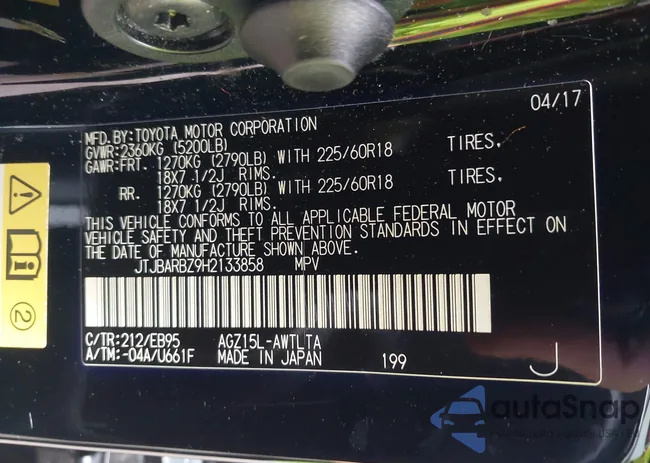 04/17
MFD.BY:TOYOTA MOTOR CORPORATION
GVWR:2360KG (5200LB)
GAWR:FRT. 1270KG (2790LB) WITH 225/60R18 TIRES,
18X7 1/2J RIMS.
RR. 1270KG (2790LB) WITH 225/60R18 TIRES,
18X7 1/2J RIMS.
THIS VEHICLE CONFORMS TO ALL APPLICABLE FEDERAL MOTOR
VEHICLE SAFETY AND THEFT PREVENTION STANDARDS IN EFFECT ON
THE DATE OF MANUFACTURE SHOWN ABOVE.
JTJBARBZ9H2133858 MPV
C/TR:212/EB95 AGZ15L-AWTLTA
A/TM:-04A/U661F MADE IN JAPAN 199 J
2
autoSnap